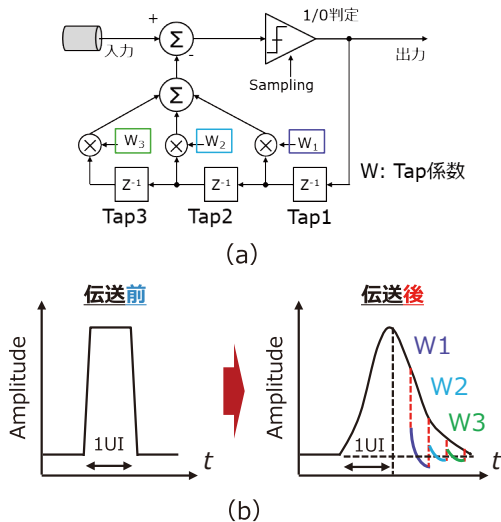 +
1/0判定
Σ
入力
-
出力
Sampling
Σ
W3
W2
W1
W: Tap係数
Z-1
Z-1
Z-1
Tap3
Tap2
Tap1
(a)
伝送前
伝送後
Amplitude
1UI
t
Amplitude
W1
W2
W3
1UI
t
(b)